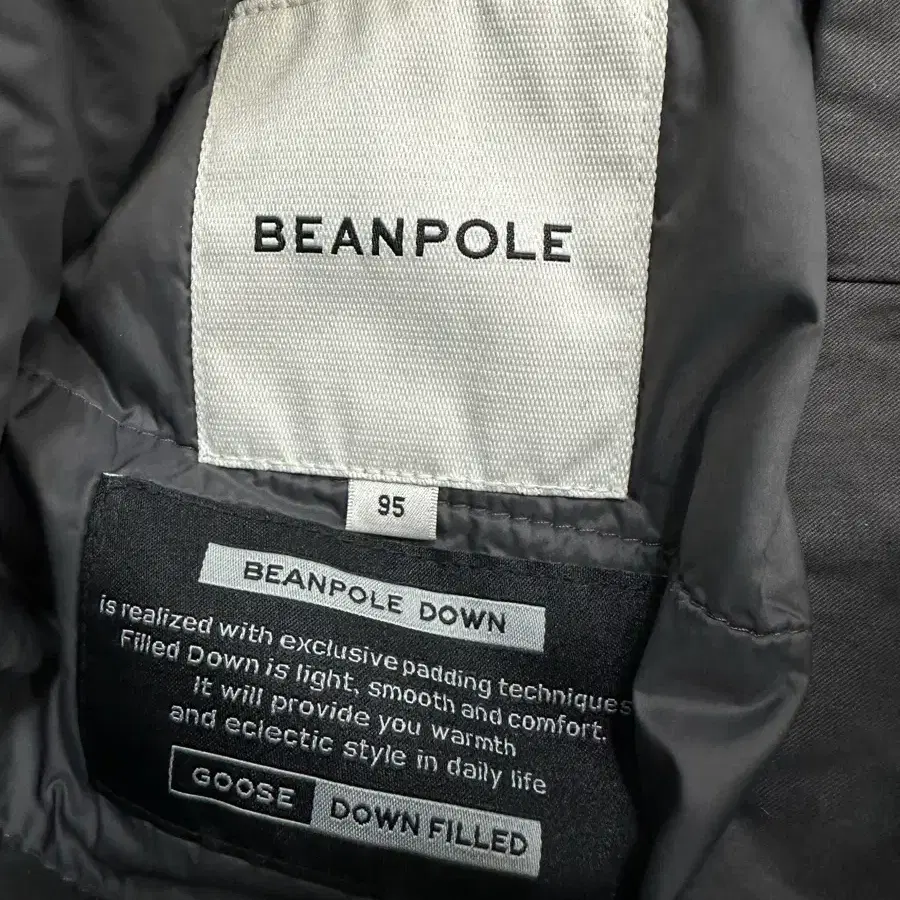 BEANPOLE
95
BEANPOLE DOWN
is realized with exclusive padding techniques
Filled Down is light, smooth and comfort.
It will provide you warmth
and eclectic style in daily life
GOOSE DOWN FILLED